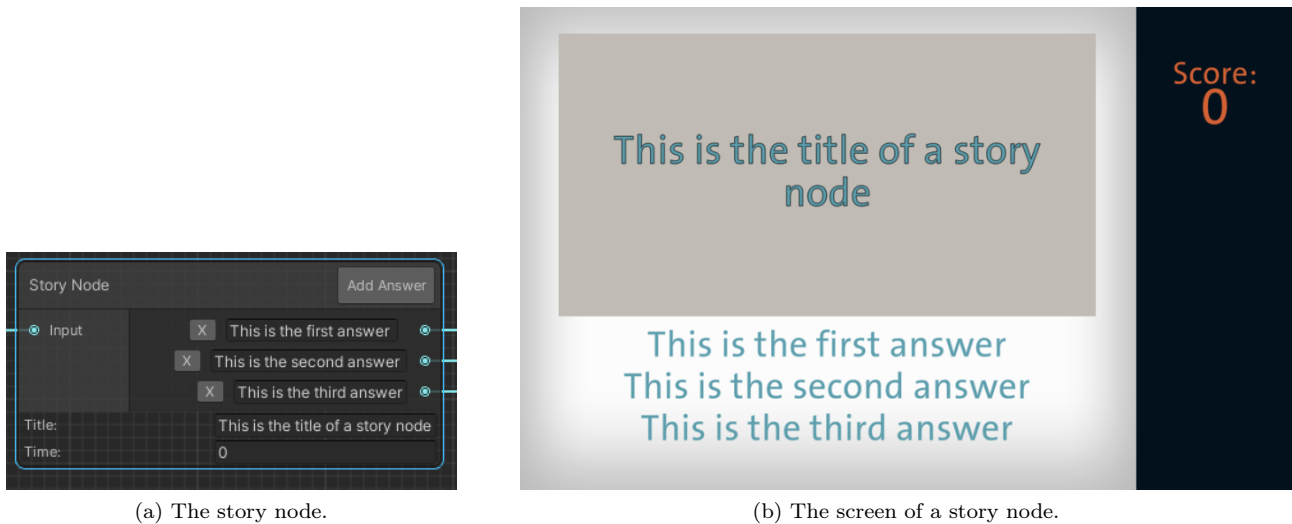 Story Node Add Answer
Input X This is the first answer
X This is the second answer
X This is the third answer
Title: This is the title of a story node
Time: 0
(a) The story node.
This is the title of a story
node
This is the first answer
This is the second answer
This is the third answer
Score:
0
(b) The screen of a story node.